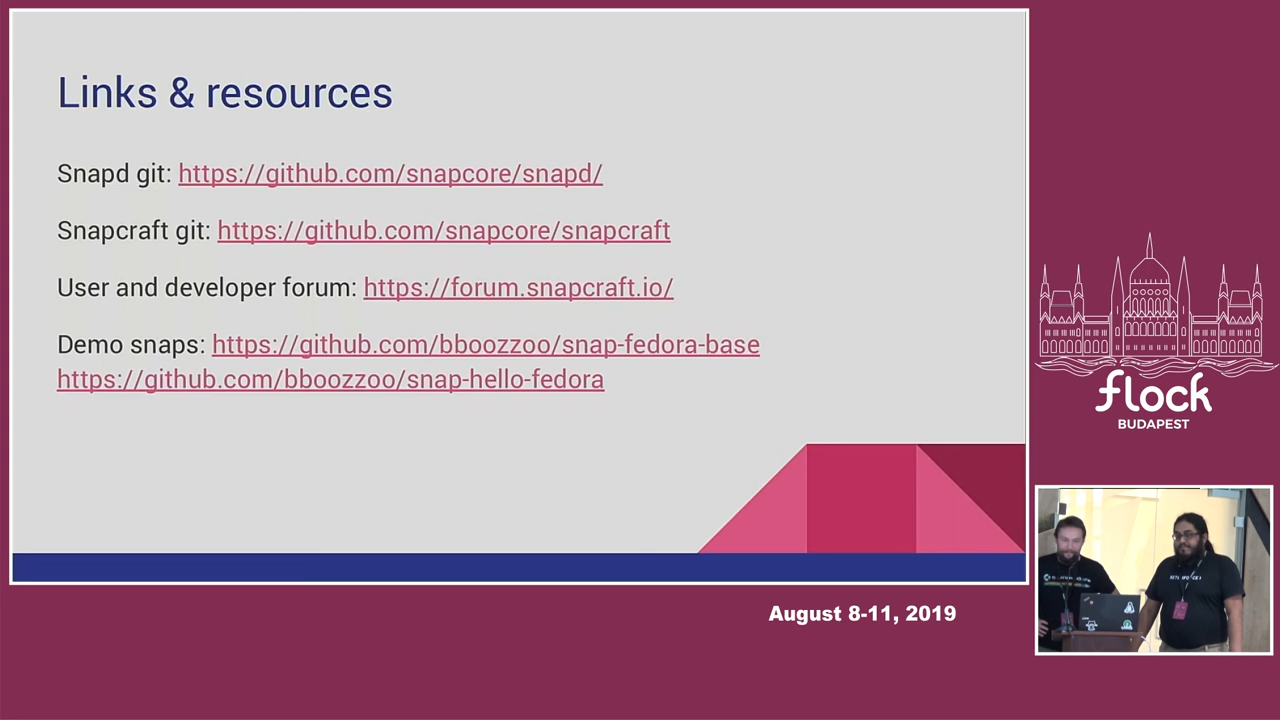 Links & resources
Snapd git: https://github.com/snapcore/snapd/
Snapcraft git: https://github.com/snapcore/snapcraft
User and developer forum: https://forum.snapcraft.io/
Demo snaps: https://github.com/bboozzoo/snap-fedora-base
https://github.com/bboozzoo/snap-hello-fedora
flock
BUDAPEST
August 8-11, 2019